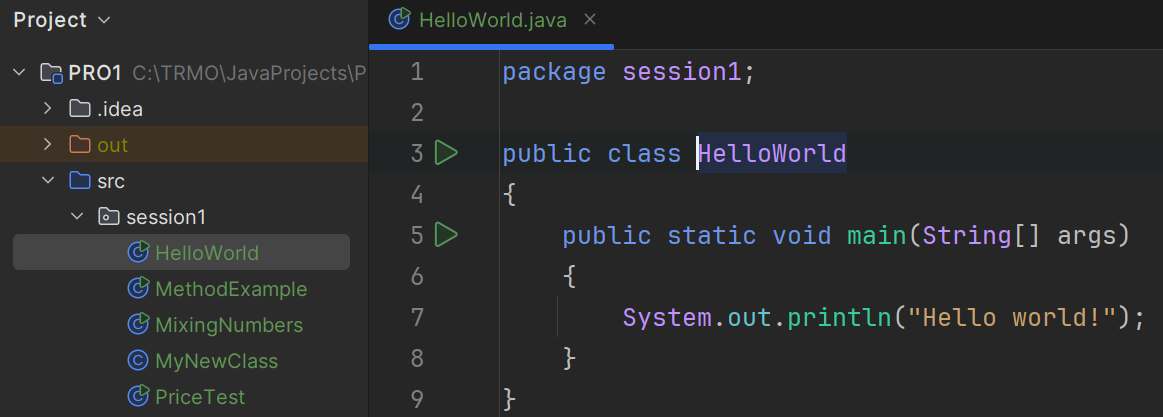 Project
PRO1 C:\TRMO\JavaProjects\P
.idea
out
src
session1
HelloWorld
MethodExample
MixingNumbers
MyNewClass
PriceTest
HelloWorld.java
1 package session1;
2
3 public class HelloWorld
4 {
5 public static void main(String[] args)
6 {
7 System.out.println("Hello world!");
8 }
9 }